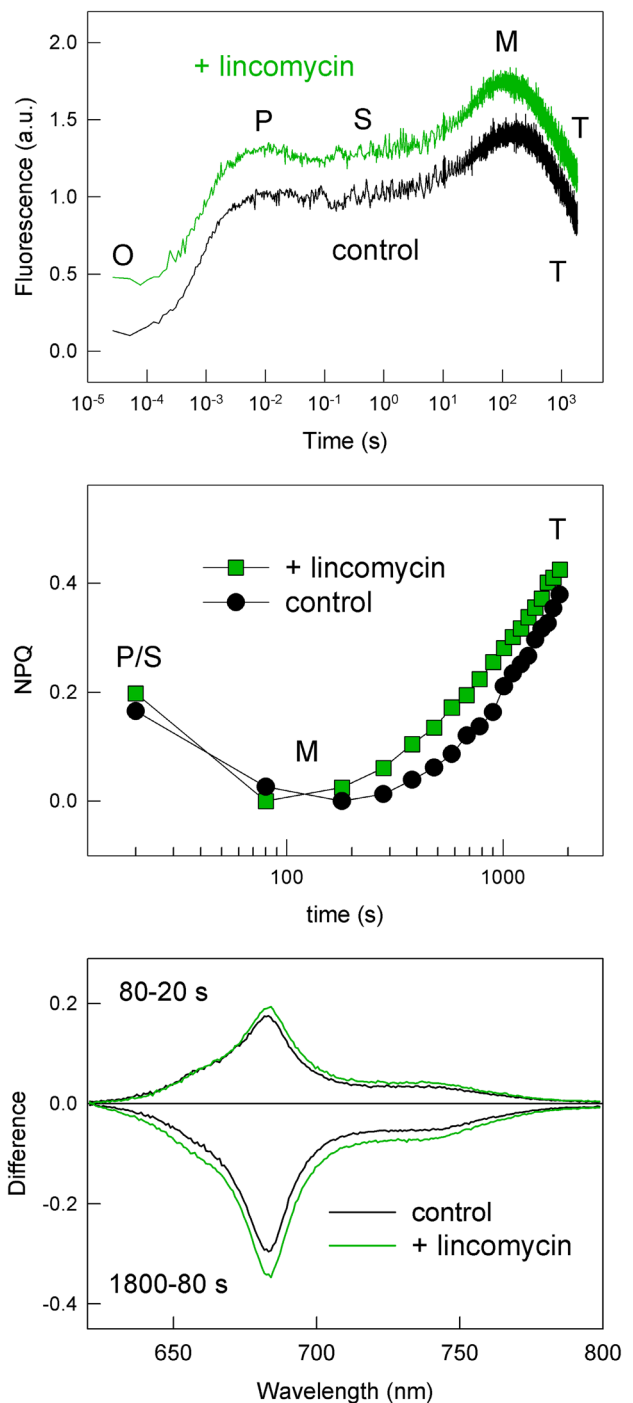 2.0
M
+ lincomycin
1.5
P
S
T
Fluorescence (a.u.)
1.0
O
control
0.5
T
0.0
10⁻⁵ 10⁻⁴ 10⁻³ 10⁻² 10⁻¹ 10⁰ 10¹ 10² 10³
Time (s)
T
+ lincomycin
0.4
control
P/S
NPQ
0.2
M
0.0
100 1000
time (s)
80-20 s
0.2
0.0
Difference
control
-0.2
+ lincomycin
1800-80 s
-0.4
650 700 750 800
Wavelength (nm)